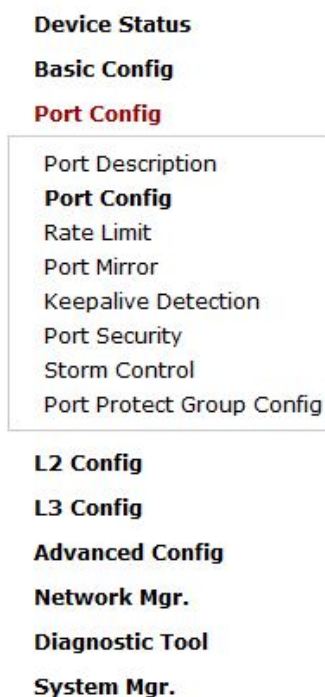 Device Status
Basic Config
Port Config
Port Description
Port Config
Rate Limit
Port Mirror
Keepalive Detection
Port Security
Storm Control
Port Protect Group Config
L2 Config
L3 Config
Advanced Config
Network Mgr.
Diagnostic Tool
System Mgr.